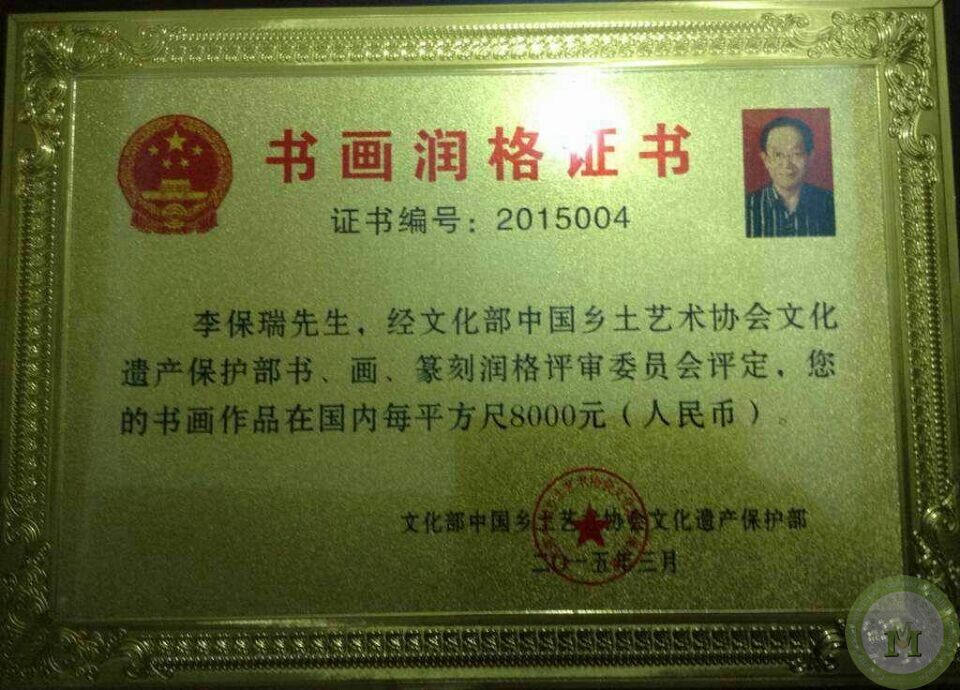 书画润格证书
证书编号：2015004
李保瑞先生，经文化部中国乡土艺术协会文化
遗产保护部书、画、篆刻润格评审委员会评定，您
的书画作品在国内每平方尺8000元（人民币）。
文化部中国乡土艺术协会文化遗产保护部
二〇一五年三月
M